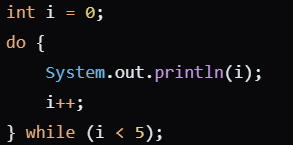 int i = 0;
do {
    System.out.println(i);
    i++;
} while (i < 5);